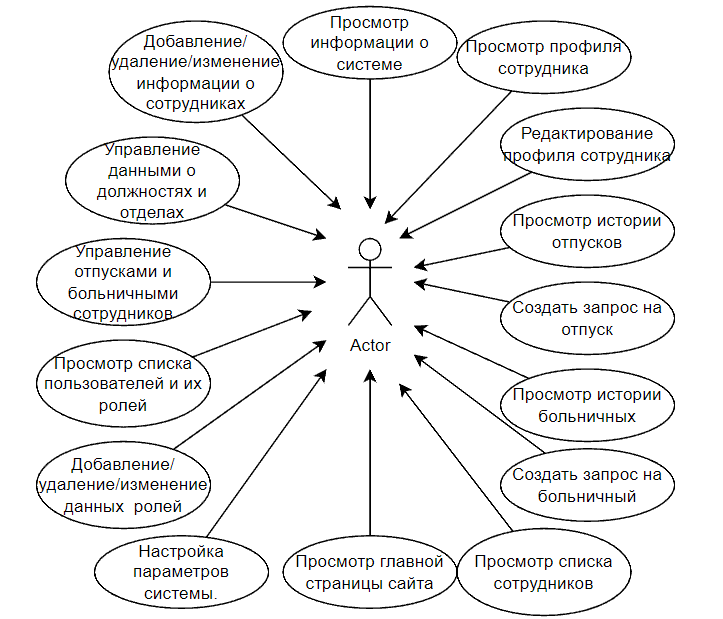 Просмотр
информации о
системе
Добавление/
удаление/изменение
информации о
сотрудниках
Просмотр профиля
сотрудника
Редактирование
профиля сотрудника
Управление
данными о
должностях и
отделах
Просмотр истории
отпусков
Управление
отпусками и
больничными
сотрудников
Создать запрос на
отпуск
Actor
Просмотр списка
пользователей и их
ролей
Просмотр истории
больничных
Добавление/
удаление/изменение
данных ролей
Создать запрос на
больничный
Настройка
параметров
системы.
Просмотр главной
страницы сайта
Просмотр списка
сотрудников